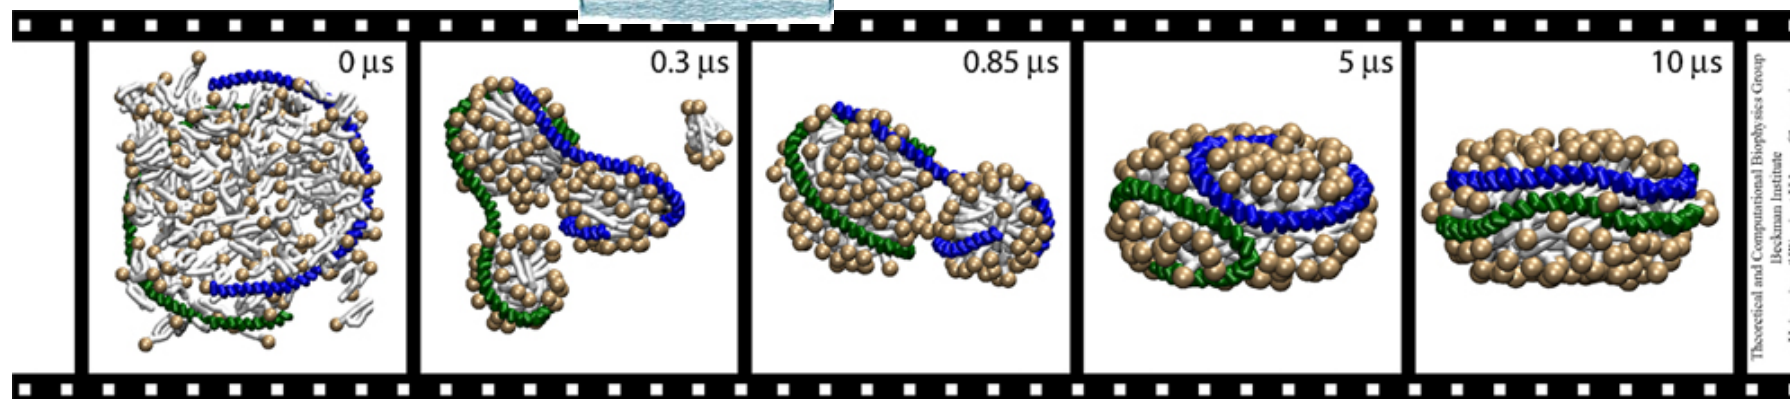 0 μs
0.3 μs
0.85 μs
5 μs
10 μs
Theoretical and Computational Biophysics Group
Beckman Institute